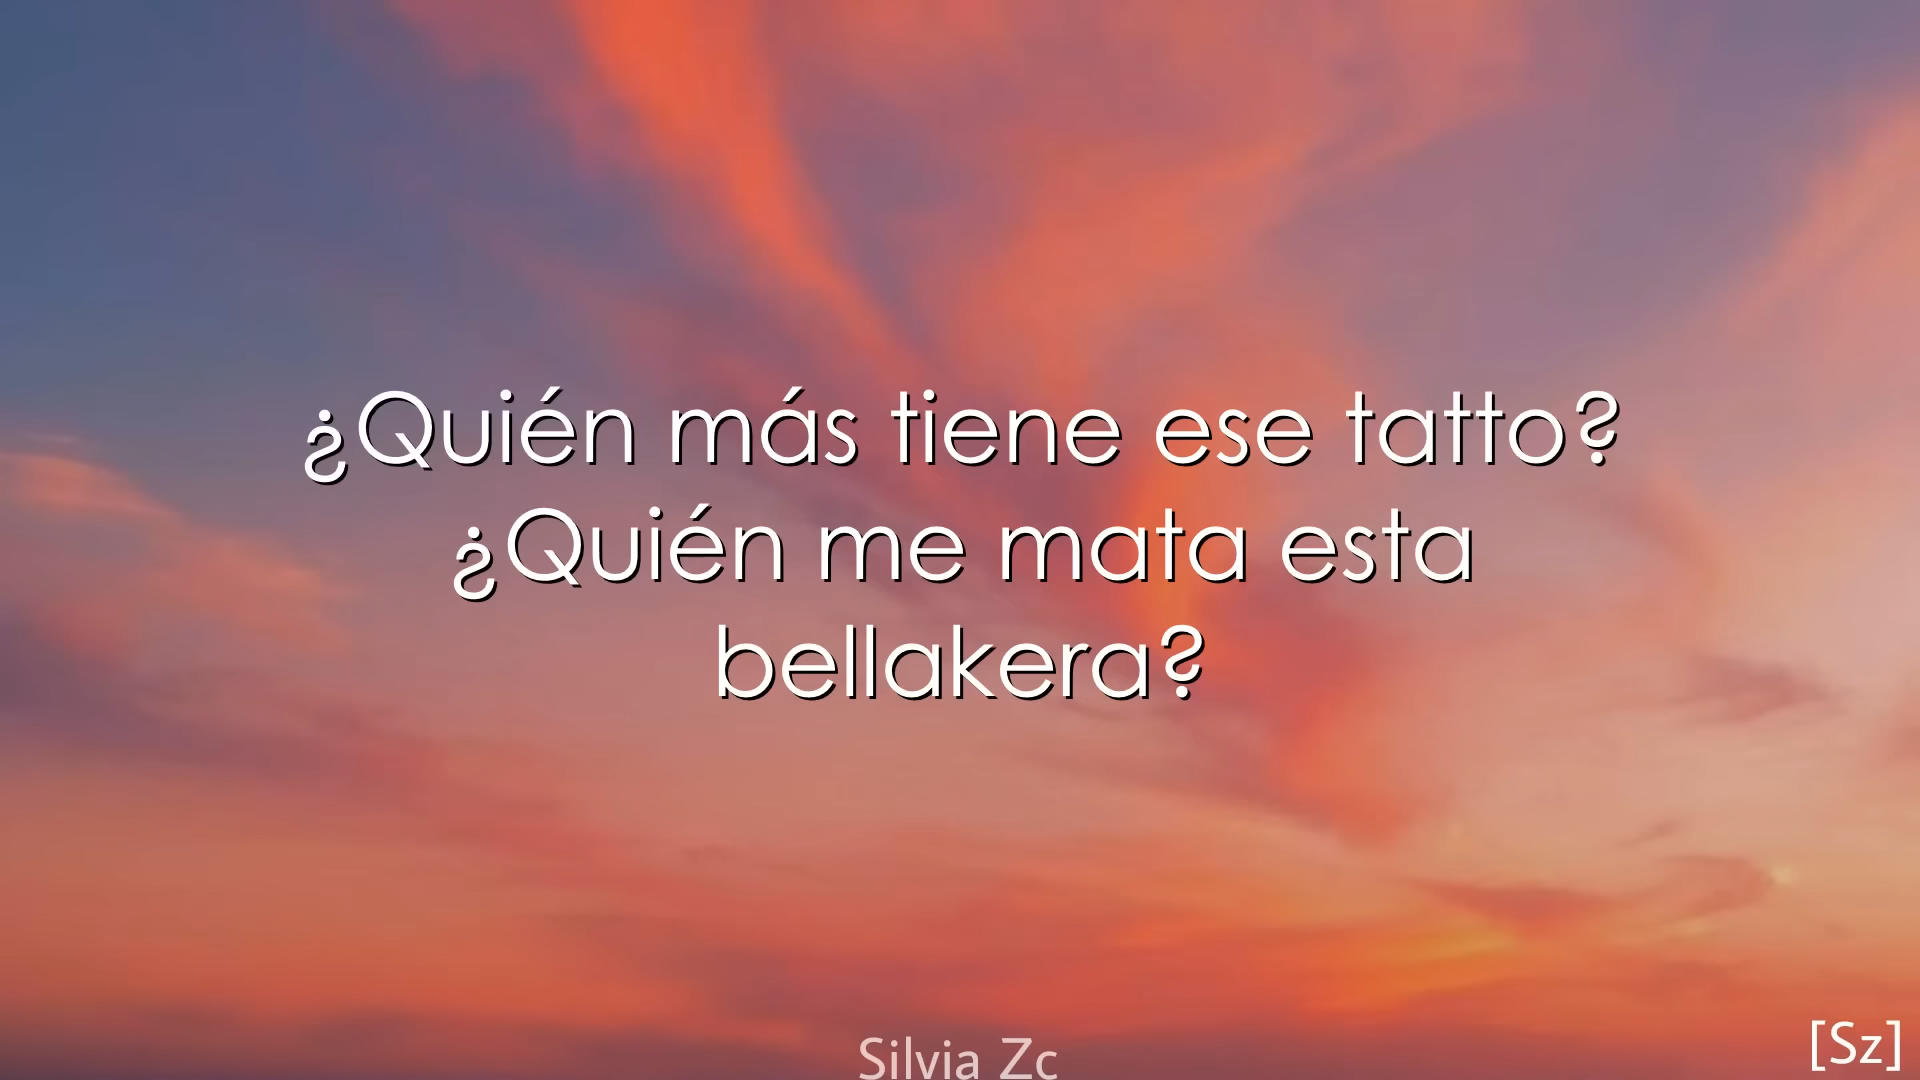 ¿Quién más tiene ese tatto?
¿Quién me mata esta
bellakera?
Silvia Zc
[Sz]